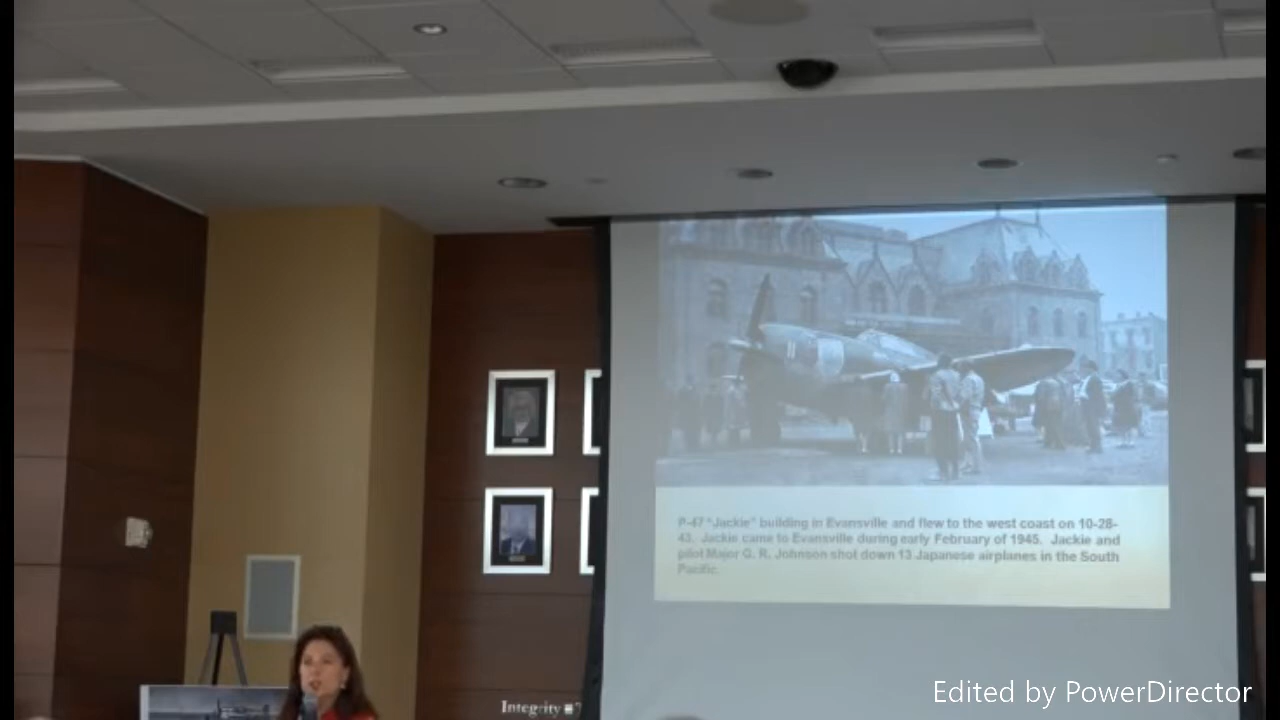 P-47 "Jackie" building in Evansville and flew to the west coast on 10-28-
43. Jackie came to Evansville during early February of 1945. Jackie and
pilot Major G. R. Johnson shot down 13 Japanese airplanes in the South
Pacific.
Integrity
Edited by PowerDirector